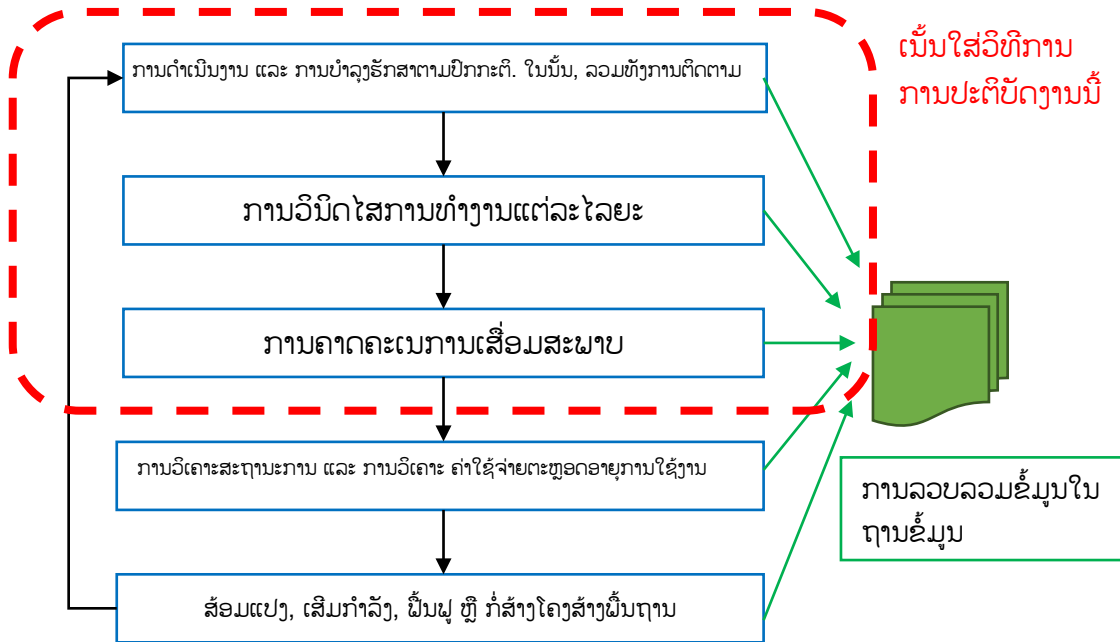 ເນັ້ນໃສ່ວິທີການ
ການປະຕິບັດງານນີ້
ການດຳເນີນງານ ແລະ ການບຳລຸງຮັກສາຕາມປົກກະຕິ. ໃນນັ້ນ, ລວມທັງການຕິດຕາມ
ການວິນິດໄສການທຳງານແຕ່ລະໄລຍະ
ການຄາດຄະເນການເສື່ອມສະພາບ
ການວິເຄາະສະຖານະການ ແລະ ການວິເຄາະ ຄ່າໃຊ້ຈ່າຍຕະຫຼອດອາຍຸການໃຊ້ງານ
ສ້ອມແປງ, ເສີມກຳລັງ, ຟື້ນຟູ ຫຼື ກໍ່ສ້າງໂຄງສ້າງພື້ນຖານ
ການລວບລວມຂໍ້ມູນໃນ
ຖານຂໍ້ມູນ